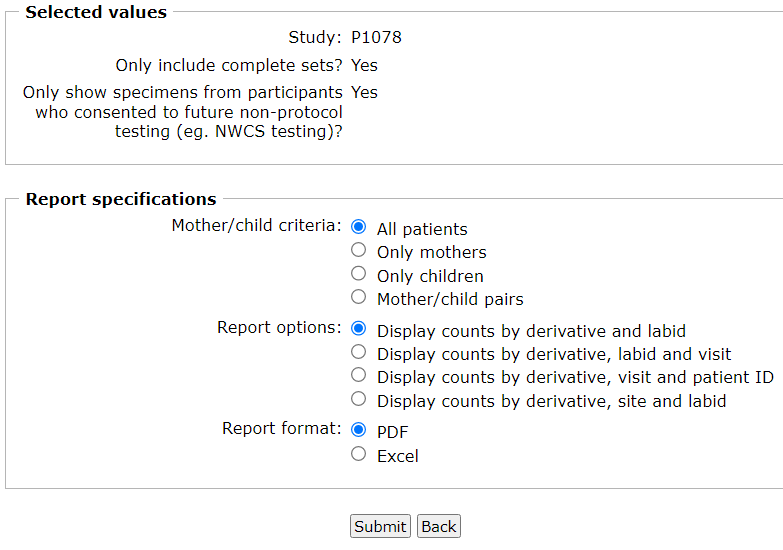 Selected values
Study: P1078
Only include complete sets? Yes
Only show specimens from participants Yes
who consented to future non-protocol
testing (eg. NWCS testing)?
Report specifications
Mother/child criteria: All patients
Only mothers
Only children
Mother/child pairs
Report options: Display counts by derivative and labid
Display counts by derivative, labid and visit
Display counts by derivative, visit and patient ID
Display counts by derivative, site and labid
Report format: PDF
Excel
Submit Back